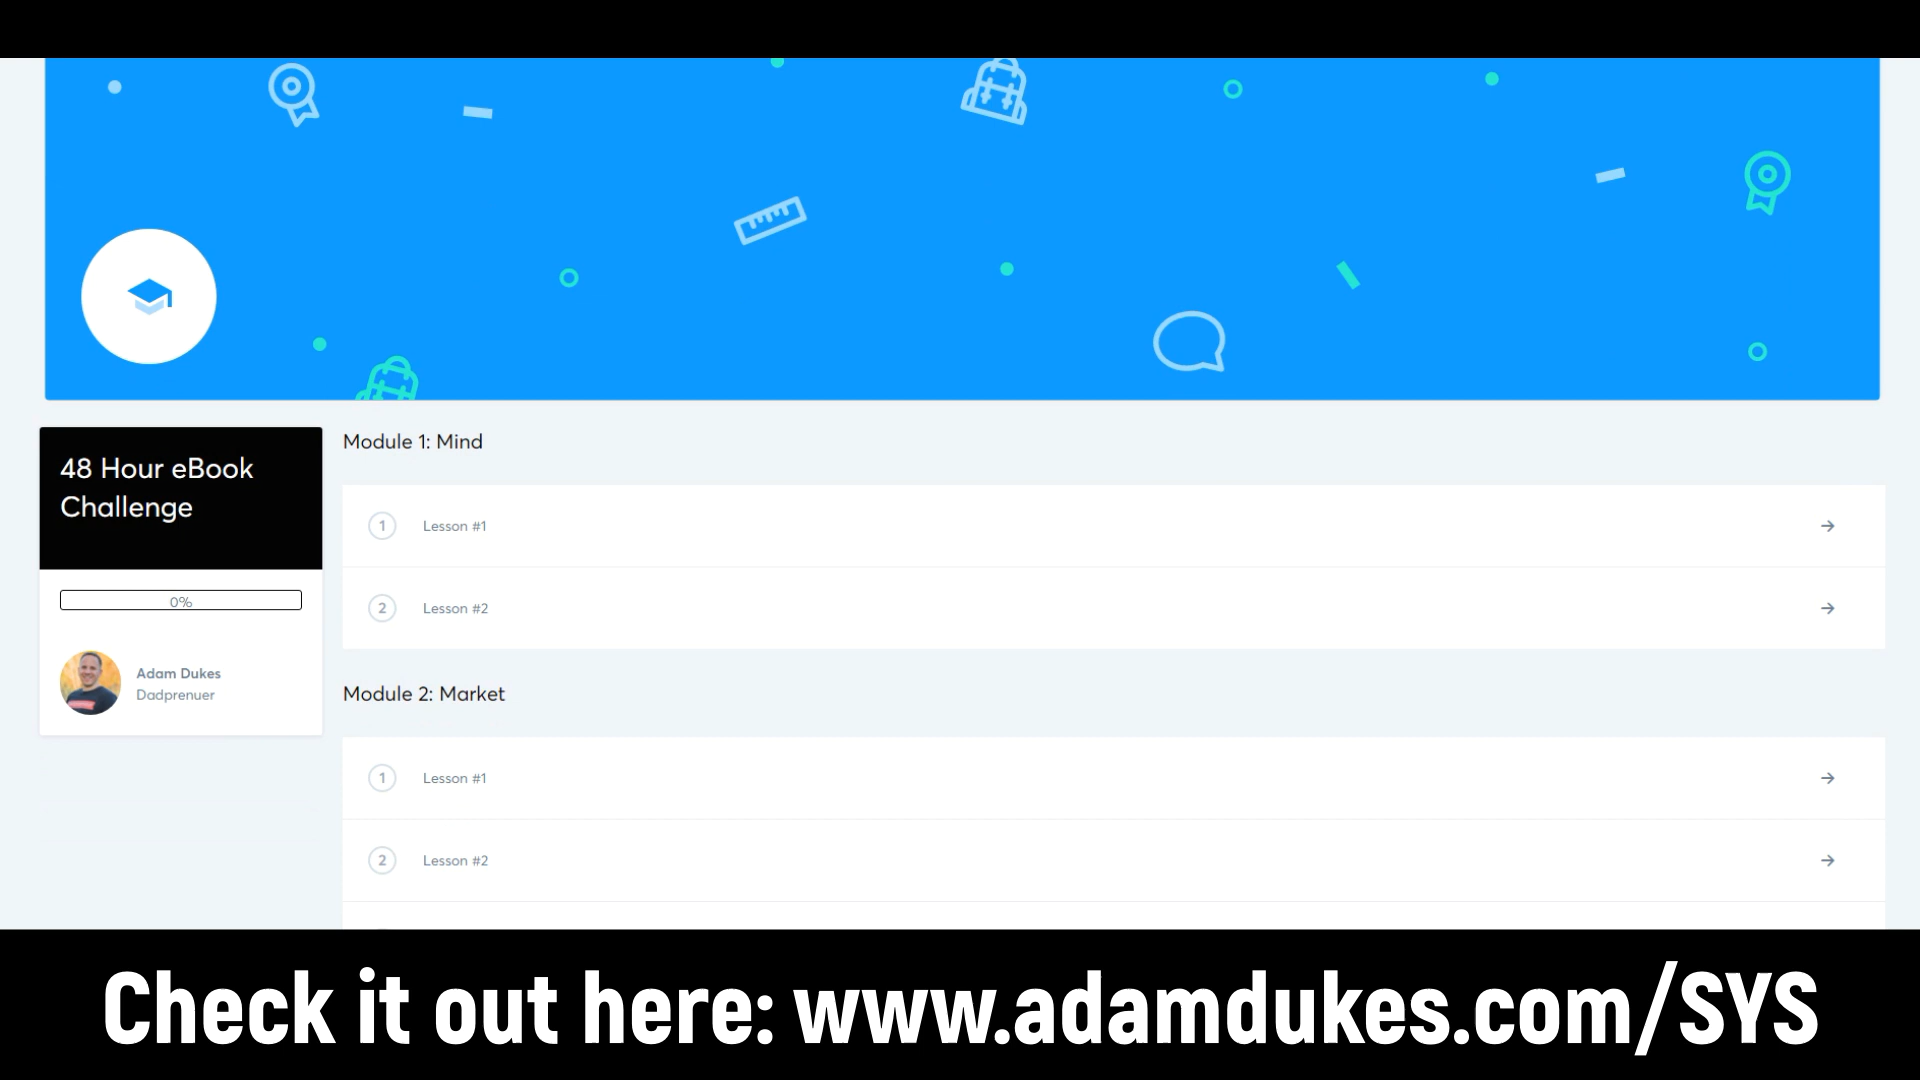 48 Hour eBook
Challenge
0%
Adam Dukes
Dadprenuer
Module 1: Mind
1 Lesson #1
2 Lesson #2
Module 2: Market
1 Lesson #1
2 Lesson #2
Check it out here: www.adamdukes.com/SYS